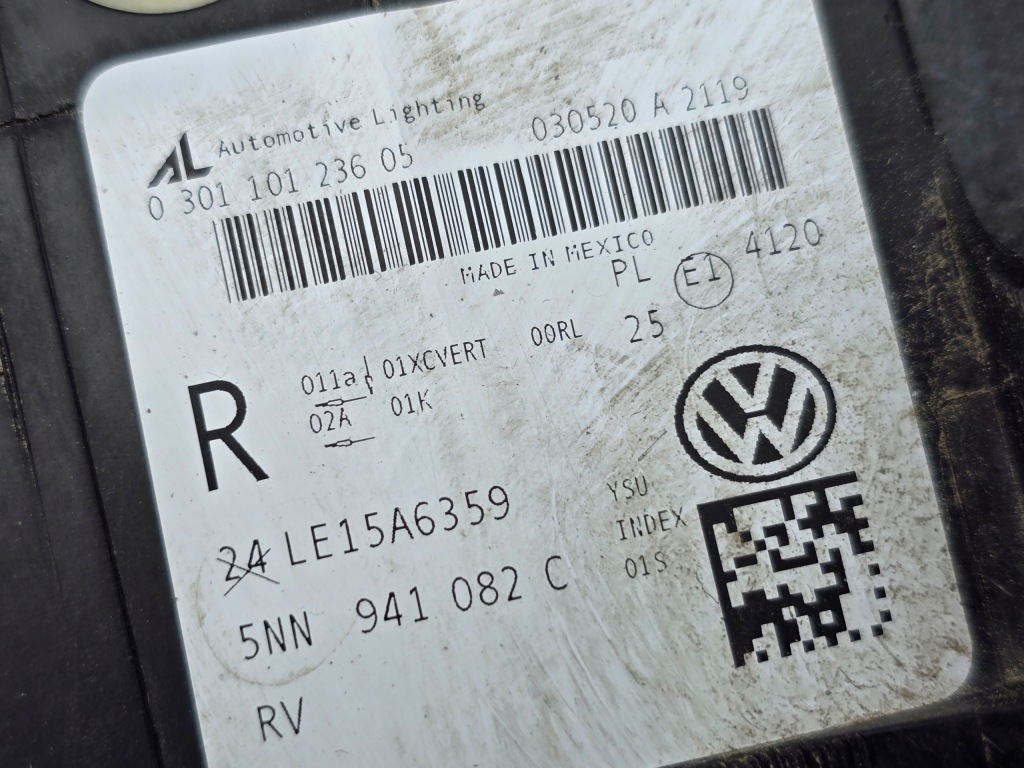 AL Automotive Lighting
0 301 101 236 05
030520 A 2119
MADE IN MEXICO
PL E1 4120
R
011a 01XCVERT 00RL 25
02A 01K
24 LE15A6359
5NN 941 082 C
RV
YSU
INDEX
01S